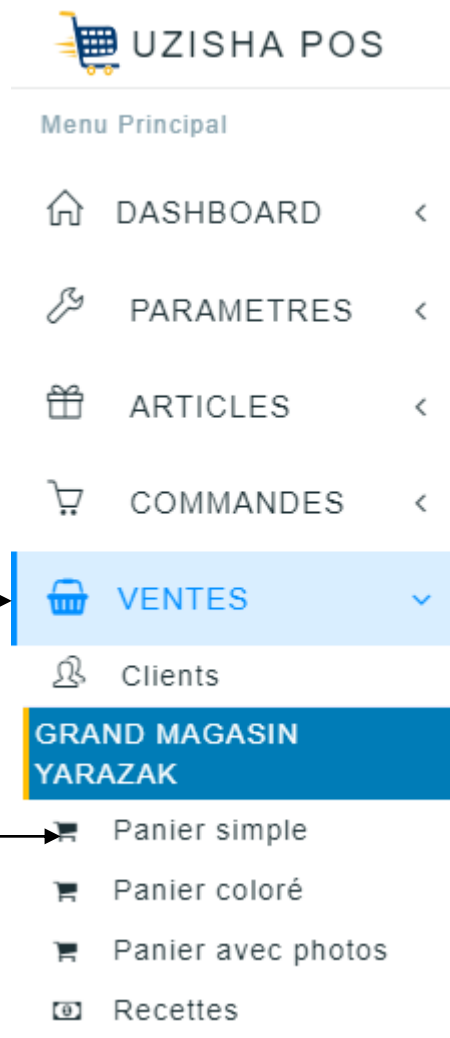 UZISHA POS
Menu Principal
DASHBOARD
PARAMETRES
ARTICLES
COMMANDES
VENTES
Clients
GRAND MAGASIN
YARAZAK
Panier simple
Panier coloré
Panier avec photos
Recettes